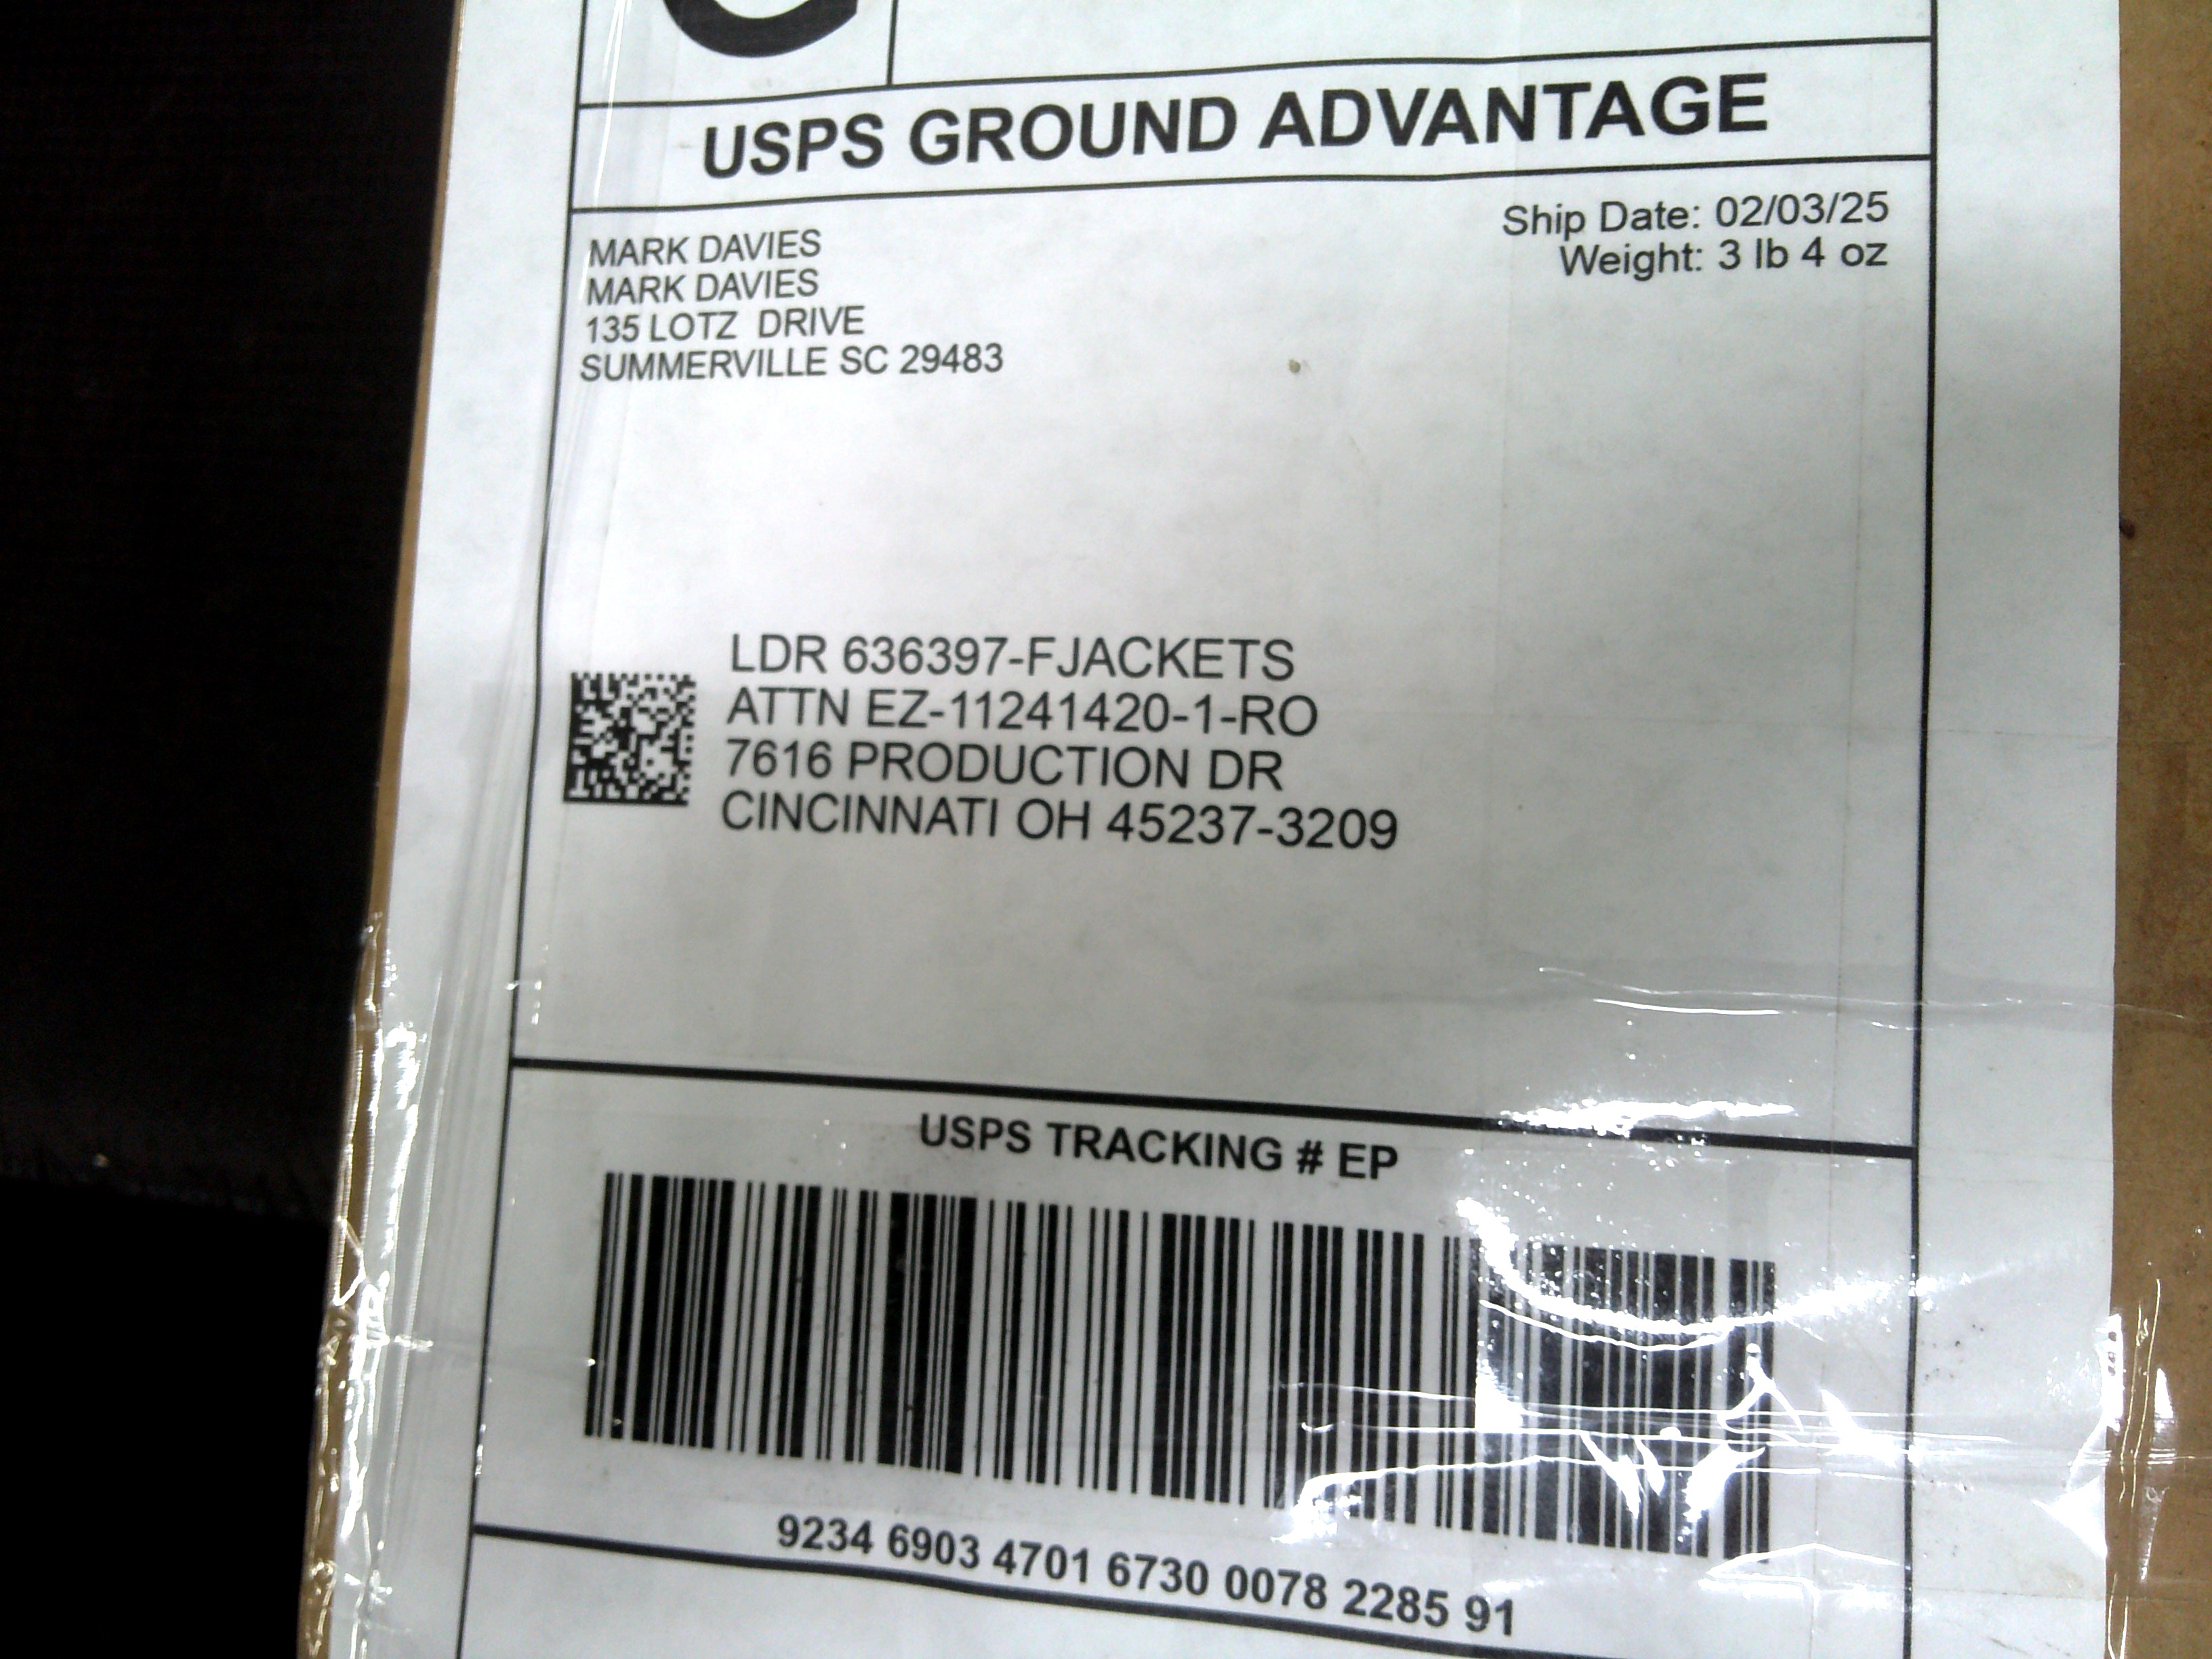 USPS GROUND ADVANTAGE
MARK DAVIES
MARK DAVIES
135 LOTZ DRIVE
SUMMERVILLE SC 29483
Ship Date: 02/03/25
Weight: 3 lb 4 oz
LDR 636397-FJACKETS
ATTN EZ-11241420-1-RO
7616 PRODUCTION DR
CINCINNATI OH 45237-3209
USPS TRACKING # EP
9234 6903 4701 6730 0078 2285 91